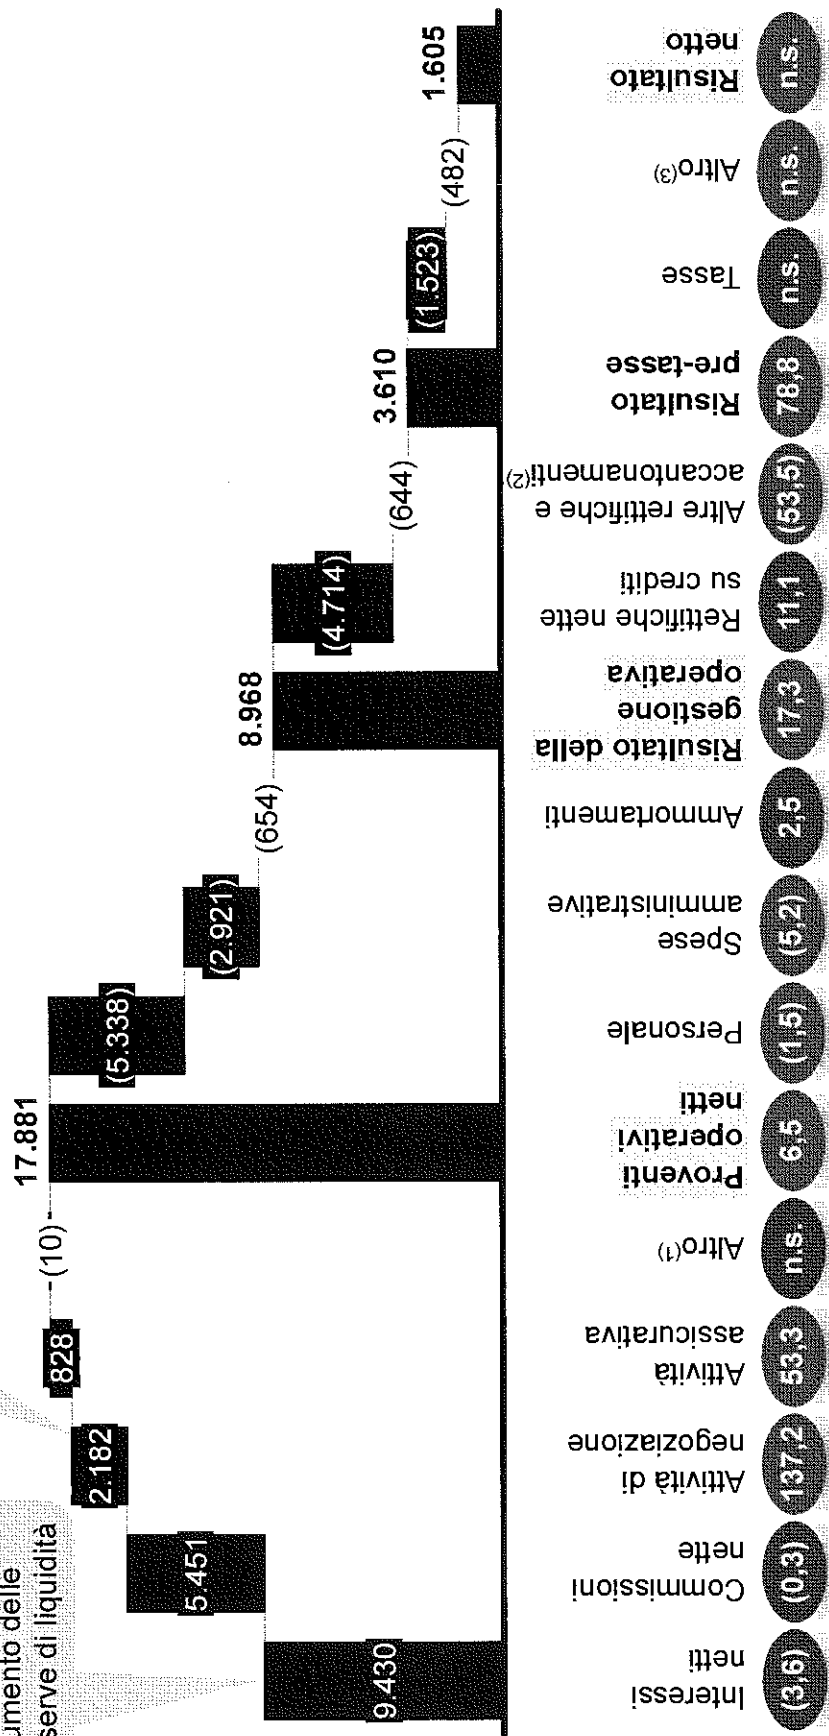 umento delle
serve di liquidità
9.430
5.451
2.182
828
(10)
17.881
(5.338)
(2.921)
(654)
8.968
(4.714)
(644)
3.610
(1.523)
(482)
1.605
Interessi
netti
Commissioni
nette
Attività di
negoziazione
Attività
assicurativa
Altro(1)
Proventi
operativi
netti
Personale
Spese
amministrative
Ammortamenti
Risultato della
gestione
operativa
Rettifiche nette
su crediti
Altre rettifiche e
accantonamenti(2)
Risultato
pre-tasse
Tasse
Altro(3)
Risultato
netto
(3,6)
(0,3)
137,2
53,3
n.s.
6,5
(1,5)
(5,2)
2,5
17,3
11,1
(53,5)
78,8
n.s.
n.s.
n.s.